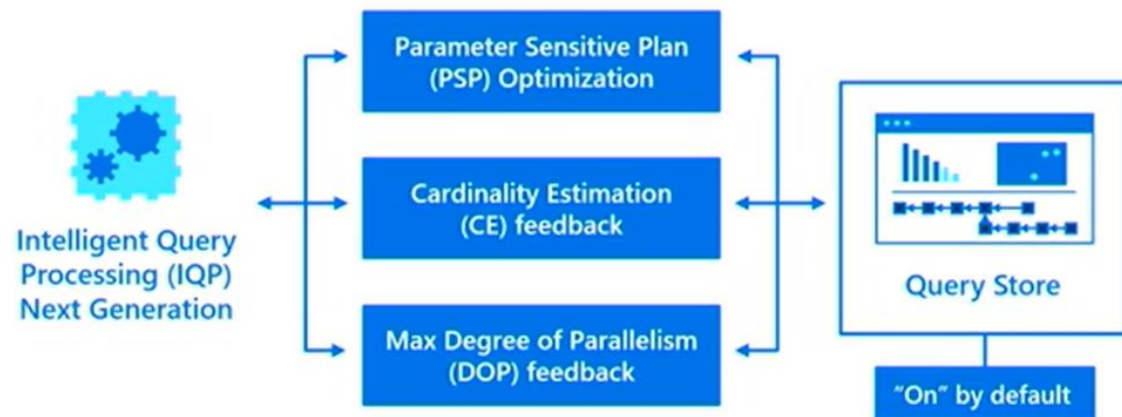 Intelligent Query
Processing (IQP)
Next Generation
Parameter Sensitive Plan
(PSP) Optimization
Cardinality Estimation
(CE) feedback
Max Degree of Parallelism
(DOP) feedback
Query Store
"On" by default